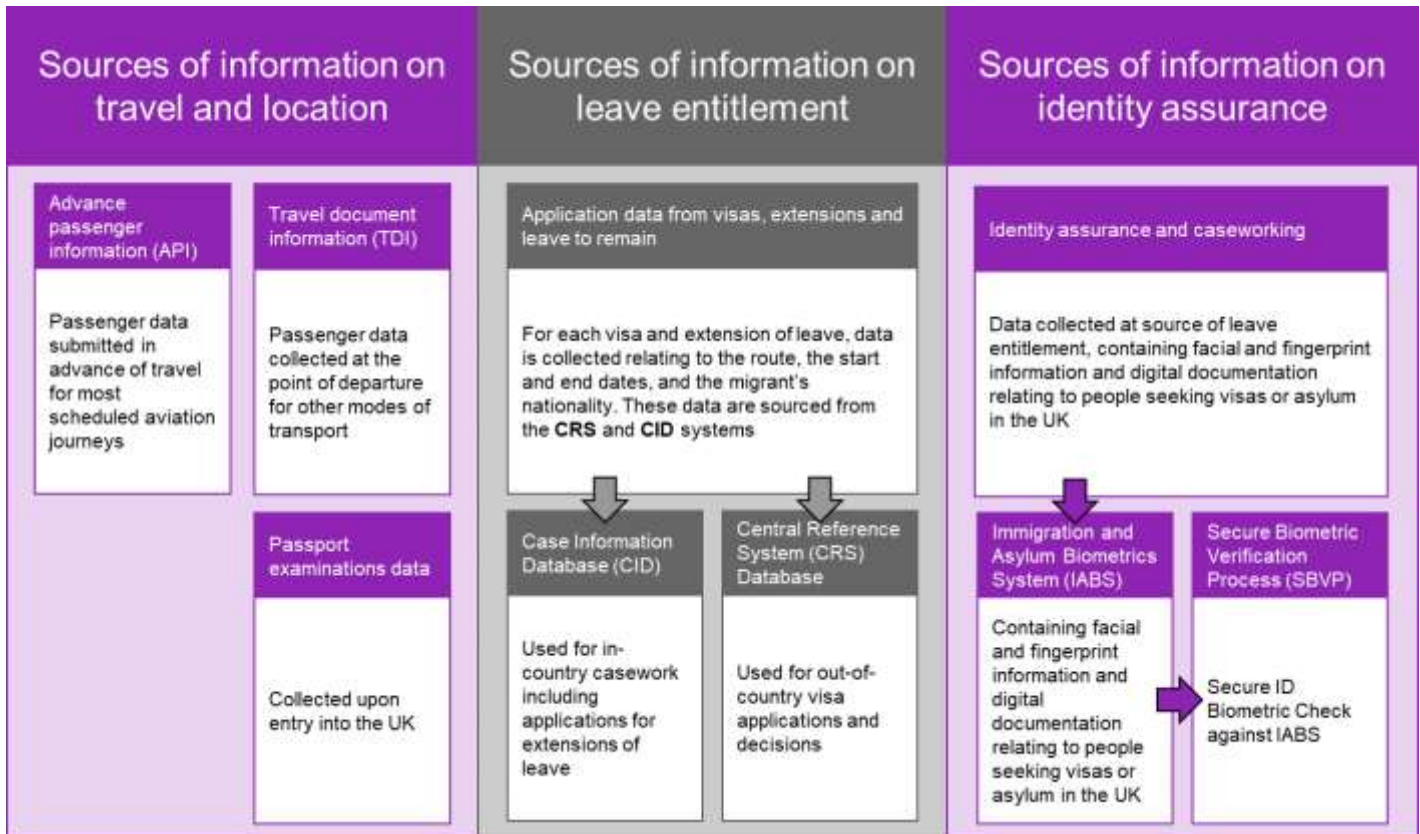 Sources of information on
travel and location
Sources of information on
leave entitlement
Sources of information on
identity assurance
Advance
passenger
information (API)
Passenger data
submitted in
advance of travel
for most
scheduled aviation
journeys
Travel document
information (TDI)
Passenger data
collected at the
point of departure
for other modes of
transport
Passport
examinations data
Collected upon
entry into the UK
Application data from visas, extensions and
leave to remain
For each visa and extension of leave, data
is collected relating to the route, the start
and end dates, and the migrant's
nationality. These data are sourced from
the CRS and CID systems
Case Information
Database (CID)
Used for in-
country casework
including
applications for
extensions of
leave
Central Reference
System (CRS)
Database
Used for out-of-
country visa
applications and
decisions
Identity assurance and caseworking
Data collected at source of leave
entitlement, containing facial and fingerprint
information and digital documentation
relating to people seeking visas or asylum
in the UK
Immigration and
Asylum Biometrics
System (IABS)
Containing facial
and fingerprint
information and
digital
documentation
relating to people
seeking visas or
asylum in the UK
Secure Biometric
Verification
Process (SBVP)
Secure ID
Biometric Check
against IABS